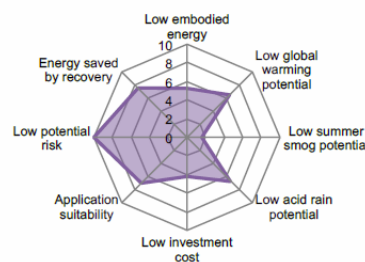 Low embodied
energy
10
8
6
4
2
0
Low global
warming
potential
Low summer
smog potential
Low acid rain
potential
Low investment
cost
Application
suitability
Low potential
risk
Energy saved
by recovery